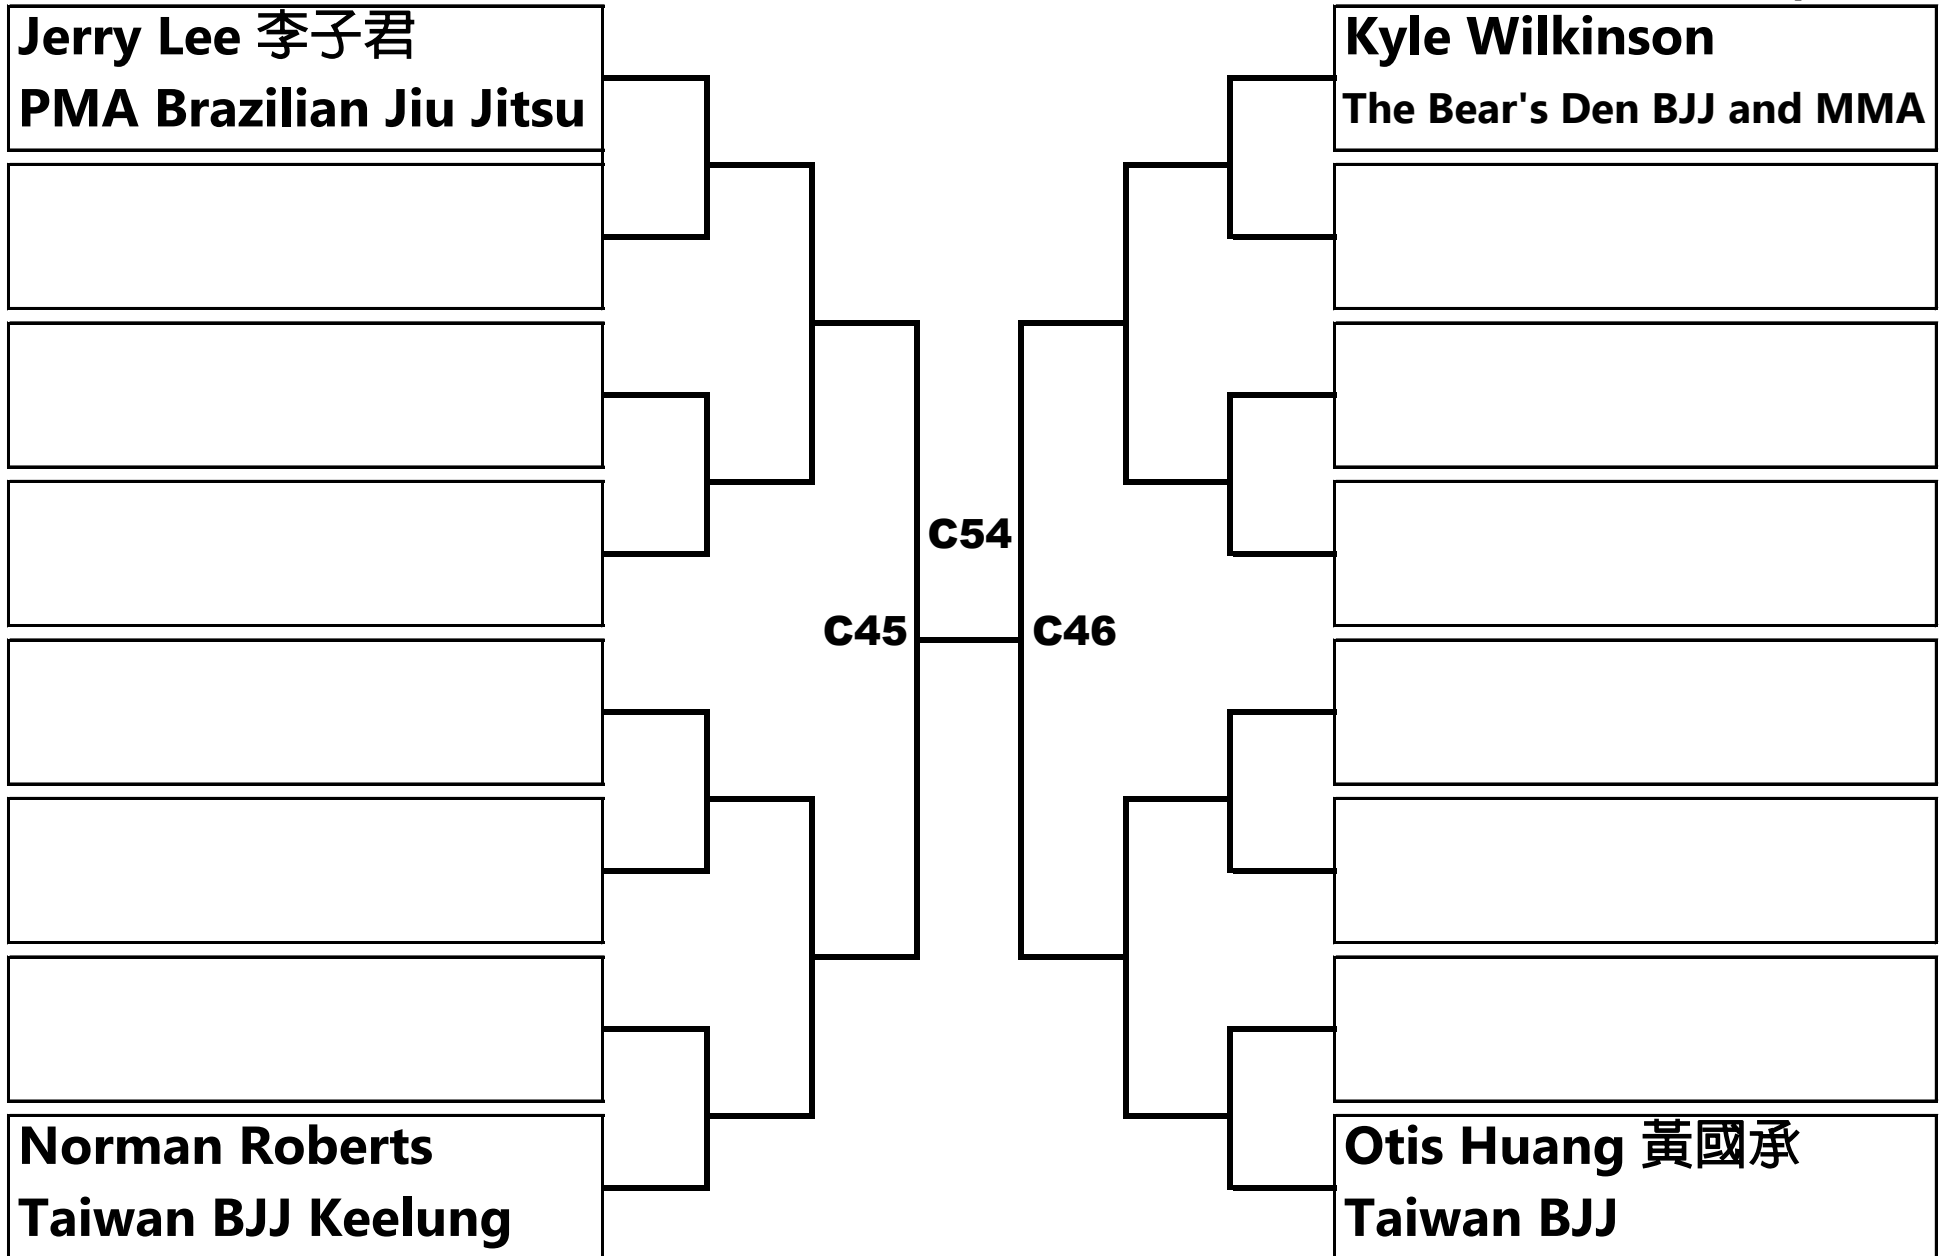 Jerry Lee 李子君
PMA Brazilian Jiu Jitsu
Kyle Wilkinson
The Bear's Den BJJ and MMA
C54
C45
C46
Norman Roberts
Taiwan BJJ Keelung
Otis Huang 黃國承
Taiwan BJJ